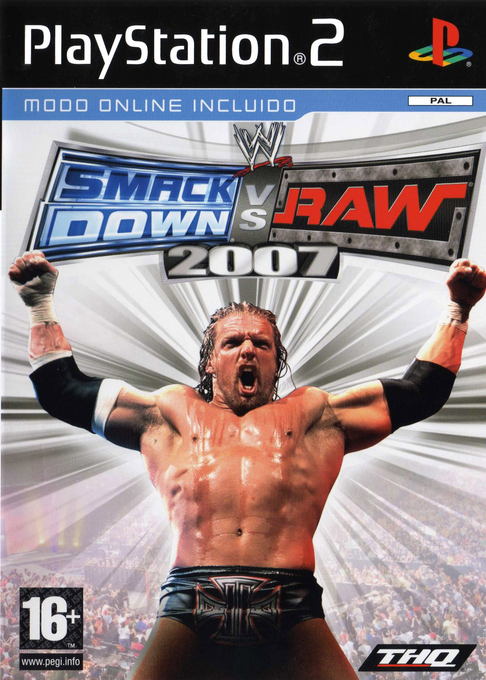 PlayStation®2
MODO ONLINE INCLUIDO
PAL
W
SMACK
DOWN
VS
RAW
2007
16+
www.pegi.info
THQ